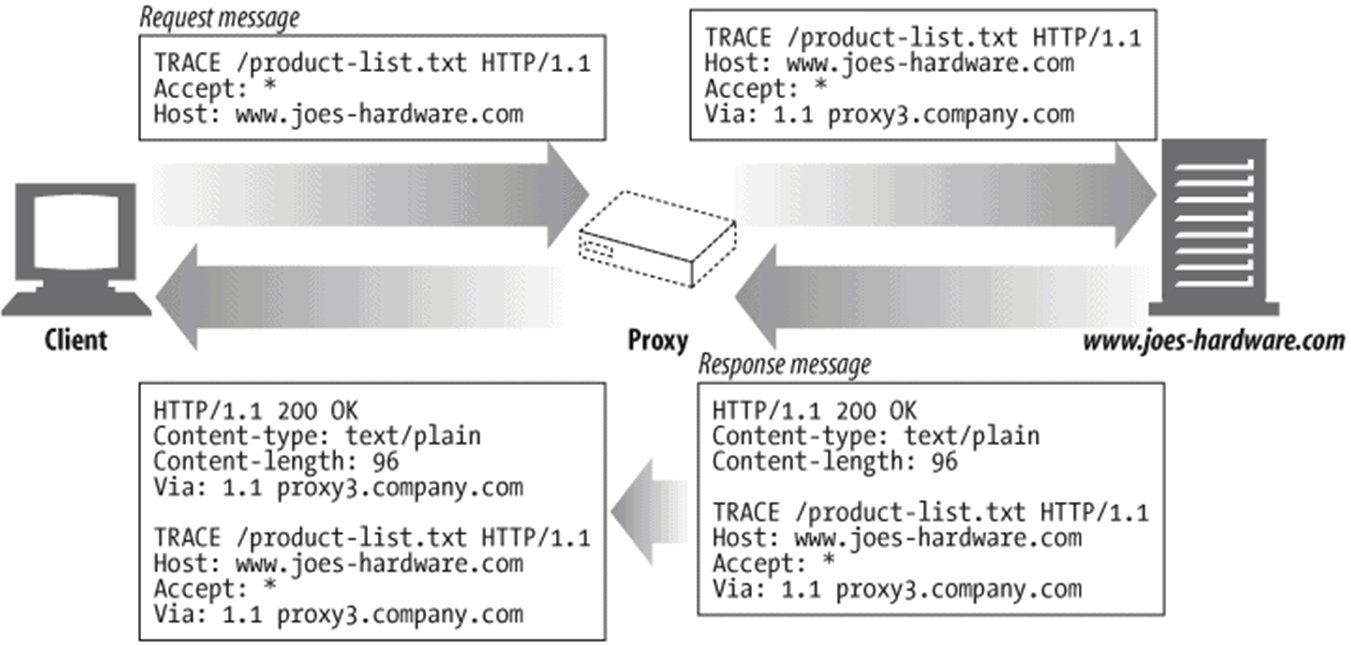 Request message
TRACE /product-list.txt HTTP/1.1
Accept: *
Host: www.joes-hardware.com
TRACE /product-list.txt HTTP/1.1
Host: www.joes-hardware.com
Accept: *
Via: 1.1 proxy3.company.com
Client
Proxy
www.joes-hardware.com
HTTP/1.1 200 OK
Content-type: text/plain
Content-length: 96
Via: 1.1 proxy3.company.com
TRACE /product-list.txt HTTP/1.1
Host: www.joes-hardware.com
Accept: *
Via: 1.1 proxy3.company.com
Response message
HTTP/1.1 200 OK
Content-type: text/plain
Content-length: 96
TRACE /product-list.txt HTTP/1.1
Host: www.joes-hardware.com
Accept: *
Via: 1.1 proxy3.company.com